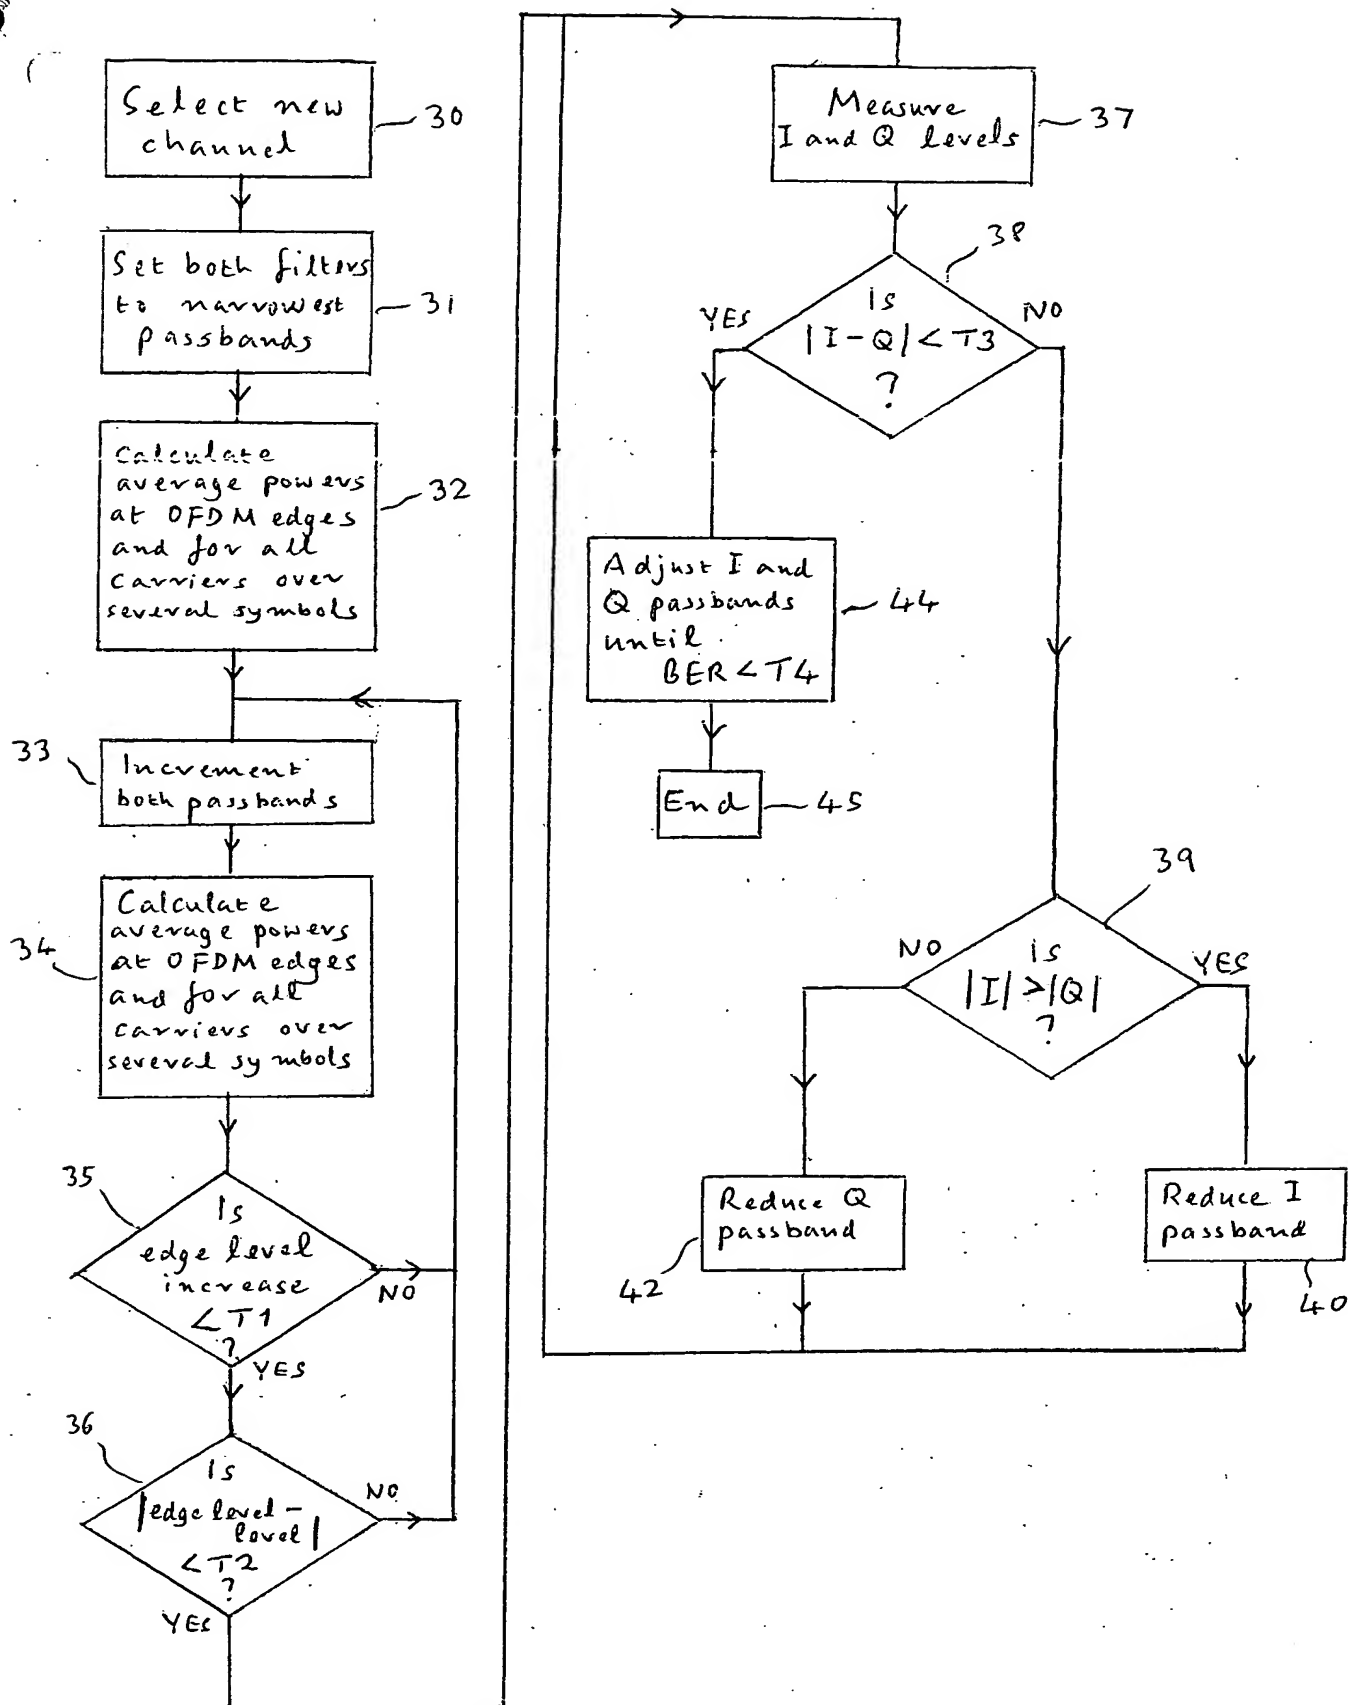 Select new
channel
30
Set both filters
to narrowest
passbands
31
Calculate
average powers
at OFDM edges
and for all
carriers over
several symbols
32
33
Increment
both passbands
34
Calculate
average powers
at OFDM edges
and for all
carriers over
several symbols
35
Is
edge level
increase
<T1
?
NO
YES
36
Is
|edge level -
level|
<T2
?
NO
YES
Measure
I and Q levels
37
38
Is
|I-Q|<T3
?
YES
NO
Adjust I and
Q passbands
until
BER<T4
44
End
45
39
Is
|I|>|Q|
?
NO
YES
Reduce Q
passband
42
Reduce I
passband
40